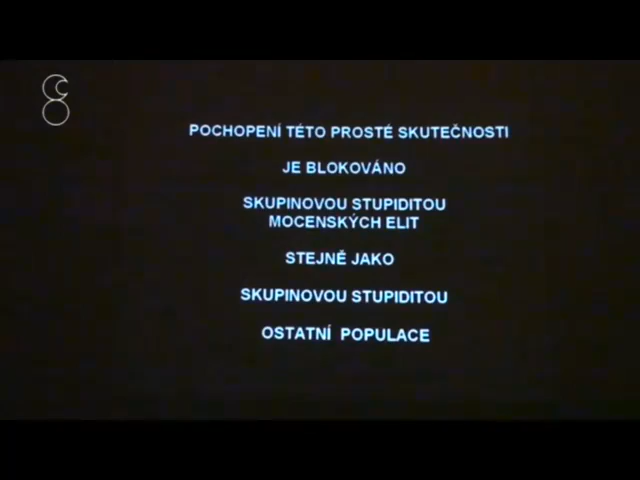 POCHOPENÍ TÉTO PROSTÉ SKUTEČNOSTI
JE BLOKOVÁNO
SKUPINOVOU STUPIDITOU
MOCENSKÝCH ELIT
STEJNĚ JAKO
SKUPINOVOU STUPIDITOU
OSTATNÍ POPULACE